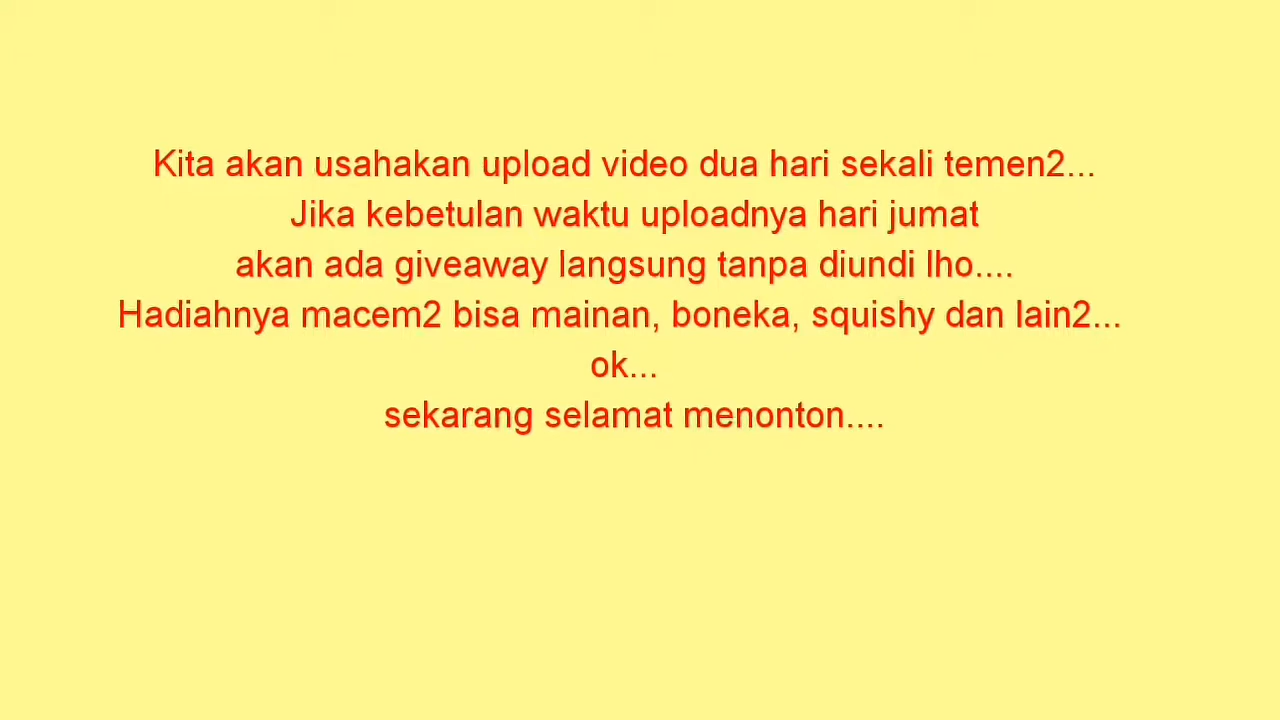 Kita akan usahakan upload video dua hari sekali temen2...
Jika kebetulan waktu uploadnya hari jumat
akan ada giveaway langsung tanpa diundi lho....
Hadiahnya macem2 bisa mainan, boneka, squishy dan lain2...
ok...
sekarang selamat menonton....